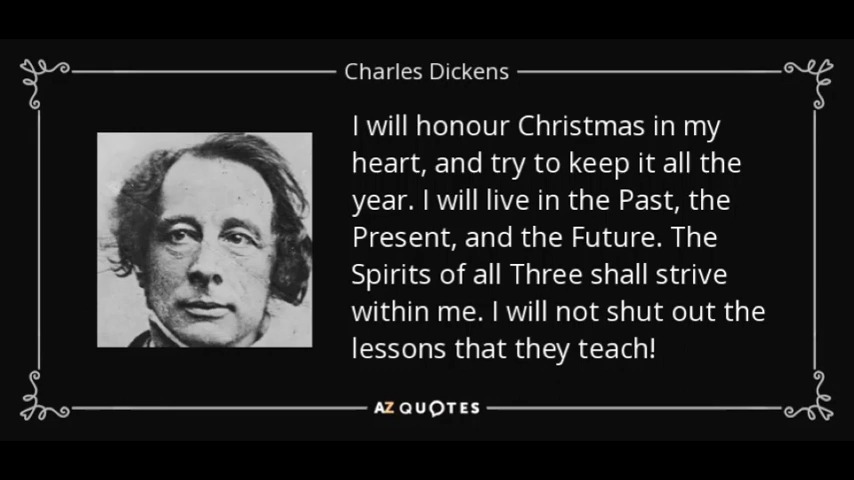 Charles Dickens
I will honour Christmas in my
heart, and try to keep it all the
year. I will live in the Past, the
Present, and the Future. The
Spirits of all Three shall strive
within me. I will not shut out the
lessons that they teach!
AZ QUOTES